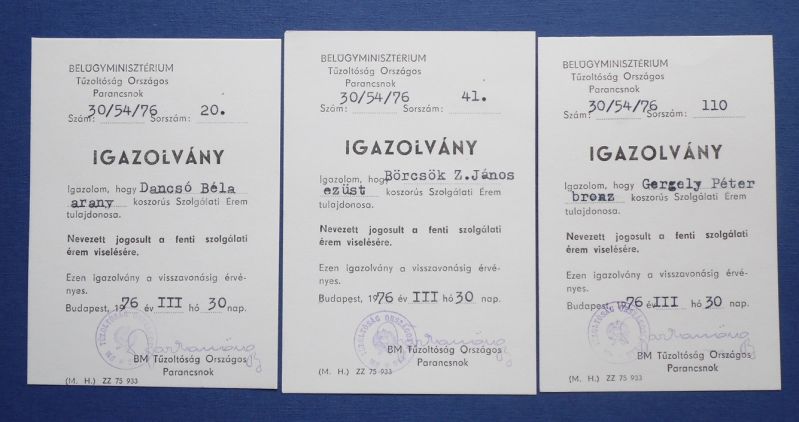 BELÜGYMINISZTÉRIUM
Tűzoltóság Országos
Parancsnok
Szám: 30/54/76 Sorszám: 20.
IGAZOLVÁNY
Igazolom, hogy Dancsó Béla
arany koszorús Szolgálati Érem
tulajdonosa.
Nevezett jogosult a fenti szolgálati
érem viselésére.
Ezen igazolvány a visszavonásig érvé-
nyes.
Budapest, 1976 év III hó 30 nap.
BM Tűzoltóság Országos
Parancsnok
(M. H.) ZZ 75 933
BELÜGYMINISZTÉRIUM
Tűzoltóság Országos
Parancsnok
Szám: 30/54/76 Sorszám: 41.
IGAZOLVÁNY
Igazolom, hogy Börcsök Z.János
ezüst koszorús Szolgálati Érem
tulajdonosa.
Nevezett jogosult a fenti szolgálati
érem viselésére.
Ezen igazolvány a visszavonásig érvé-
nyes.
Budapest, 1976 év III hó 30 nap.
BM Tűzoltóság Országos
Parancsnok
(M. H.) ZZ 75 933
BELÜGYMINISZTÉRIUM
Tűzoltóság Országos
Parancsnok
Szám: 30/54/76 Sorszám: 110
IGAZOLVÁNY
Igazolom, hogy Gergely Péter
bronz koszorús Szolgálati Érem
tulajdonosa.
Nevezett jogosult a fenti szolgálati
érem viselésére.
Ezen igazolvány a visszavonásig érvé-
nyes.
Budapest, 1976 év III hó 30 nap.
BM Tűzoltóság Országos
Parancsnok
(M. H.) ZZ 75 933